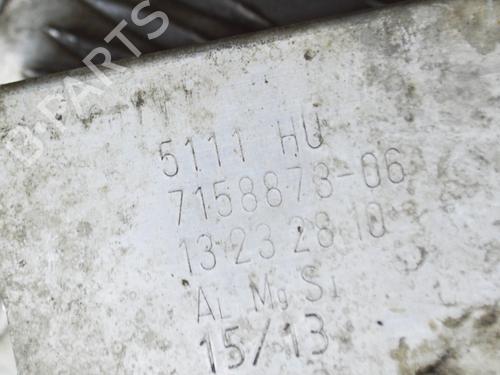 B-PARTS
5111 HU
7158873-06
13 23 28 10
AL Mg Si
15/13